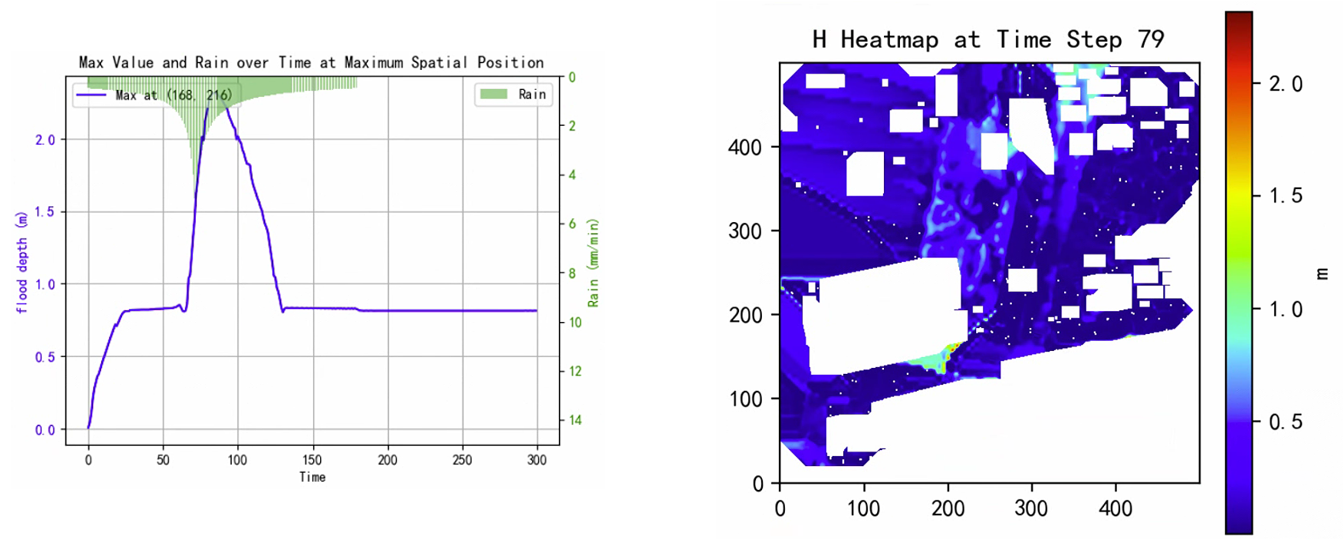 Max Value and Rain over Time at Maximum Spatial Position
Max at (168, 216)
Rain
flood depth (m)
2.0
1.5
1.0
0.5
0.0
0
2
4
6
8
10
12
14
Rain (mm/min)
0 50 100 150 200 250 300
Time
H Heatmap at Time Step 79
400
300
200
100
0
0 100 200 300 400
2.0
1.5
1.0
0.5
m